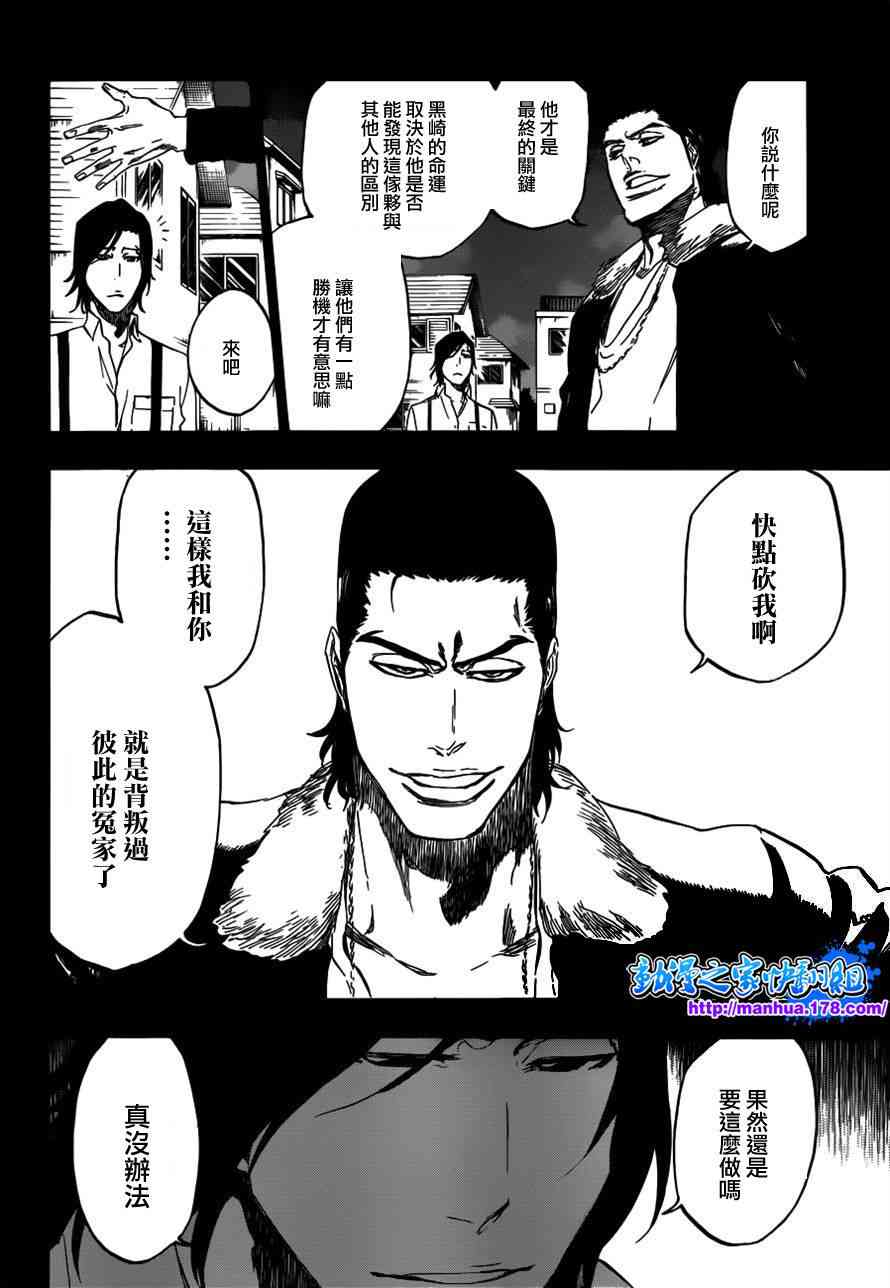 你説什麼呢
他才是
最終的關鍵
黑崎的命運
取決於他是否
能發現這傢夥與
其他人的區別
讓他們有一點
勝機才有意思嘛
來吧
快點砍我啊
這樣我和你
……
就是背叛過
彼此的冤家了
動漫之家快翻組
http://manhua.178.com/
果然還是
要這麼做嗎
真沒辦法